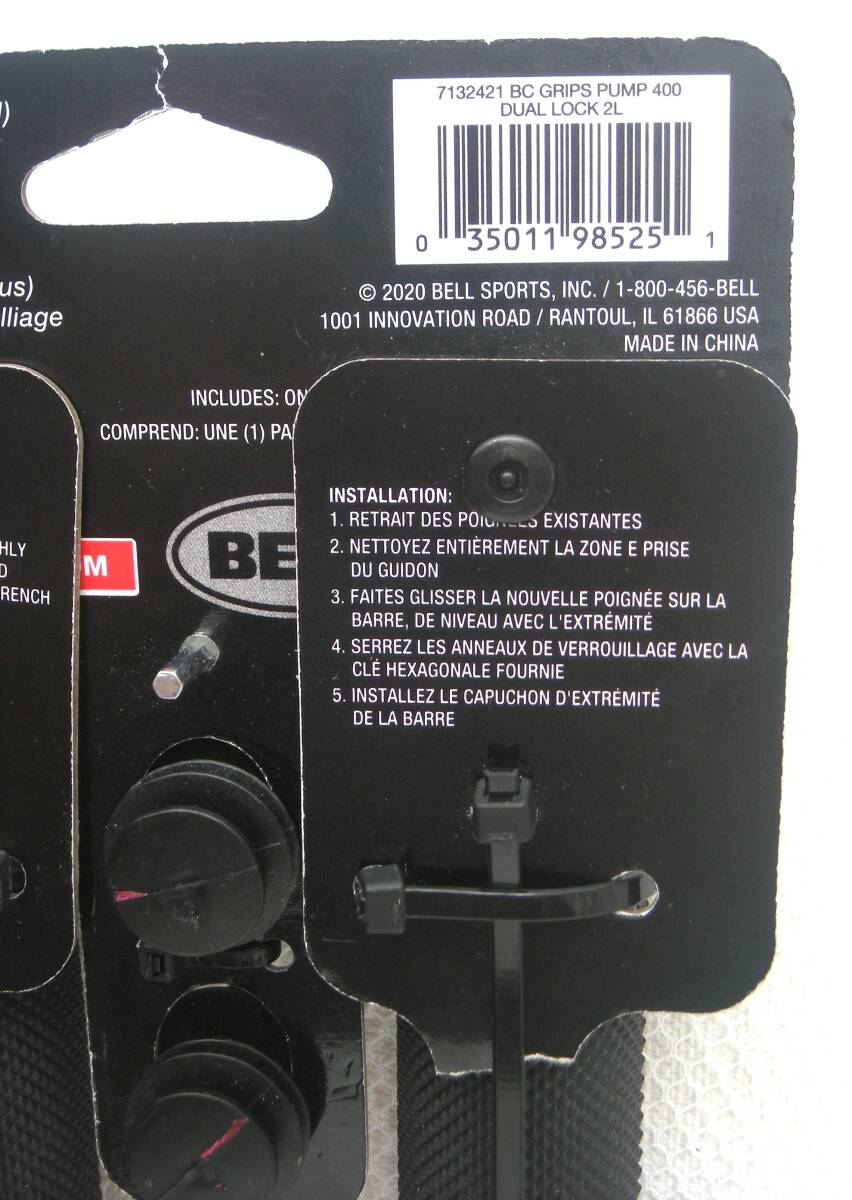 7132421 BC GRIPS PUMP 400
DUAL LOCK 2L
0 35011 98525 1
© 2020 BELL SPORTS, INC. / 1-800-456-BELL
1001 INNOVATION ROAD / RANTOUL, IL 61866 USA
MADE IN CHINA
us)
lliage
INCLUDES: ON
COMPREND: UNE (1) PA
HLY
D
RENCH
M
BE
INSTALLATION:
1. RETRAIT DES POIGNÉES EXISTANTES
2. NETTOYEZ ENTIÈREMENT LA ZONE E PRISE
DU GUIDON
3. FAITES GLISSER LA NOUVELLE POIGNÉE SUR LA
BARRE, DE NIVEAU AVEC L'EXTRÉMITÉ
4. SERREZ LES ANNEAUX DE VERROUILLAGE AVEC LA
CLÉ HEXAGONALE FOURNIE
5. INSTALLEZ LE CAPUCHON D'EXTRÉMITÉ
DE LA BARRE